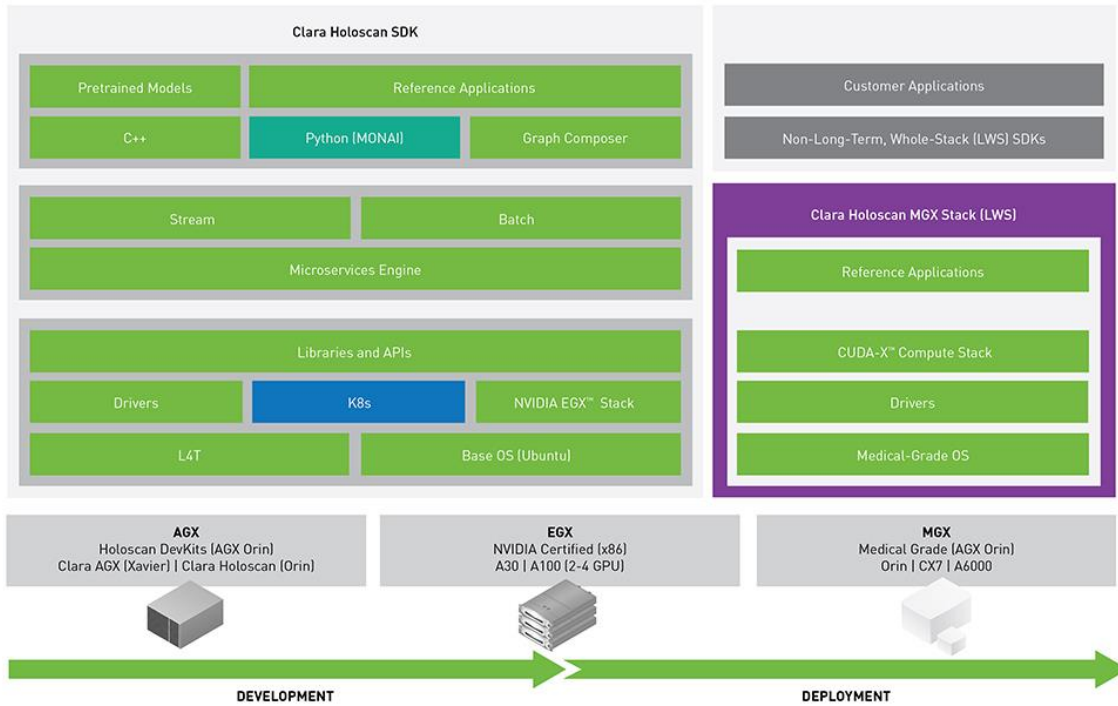 Clara Holoscan SDK
Pretrained Models
Reference Applications
C++
Python (MONAI)
Graph Composer
Stream
Batch
Microservices Engine
Libraries and APIs
Drivers
K8s
NVIDIA EGX™ Stack
L4T
Base OS (Ubuntu)
Customer Applications
Non-Long-Term, Whole-Stack (LWS) SDKs
Clara Holoscan MGX Stack (LWS)
Reference Applications
CUDA-X™ Compute Stack
Drivers
Medical-Grade OS
AGX
Holoscan DevKits (AGX Orin)
Clara AGX (Xavier) | Clara Holoscan (Orin)
EGX
NVIDIA Certified (x86)
A30 | A100 (2-4 GPU)
MGX
Medical Grade (AGX Orin)
Orin | CX7 | A6000
DEVELOPMENT
DEPLOYMENT